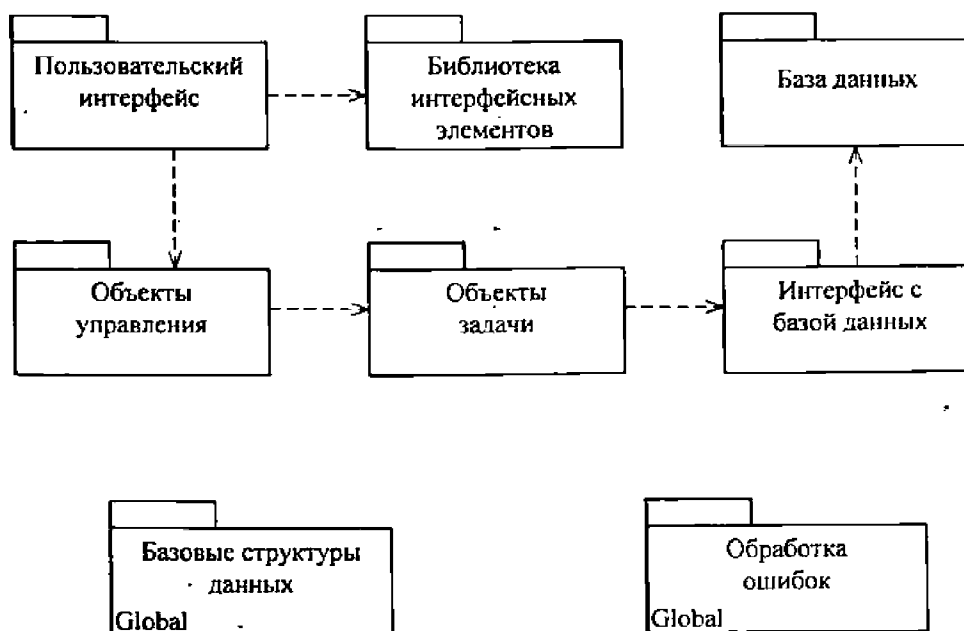 Пользовательский
интерфейс
Библиотека
интерфейсных
элементов
База данных
Объекты
управления
Объекты
задачи
Интерфейс с
базой данных
Базовые структуры
данных
Global
Обработка
ошибок
Global